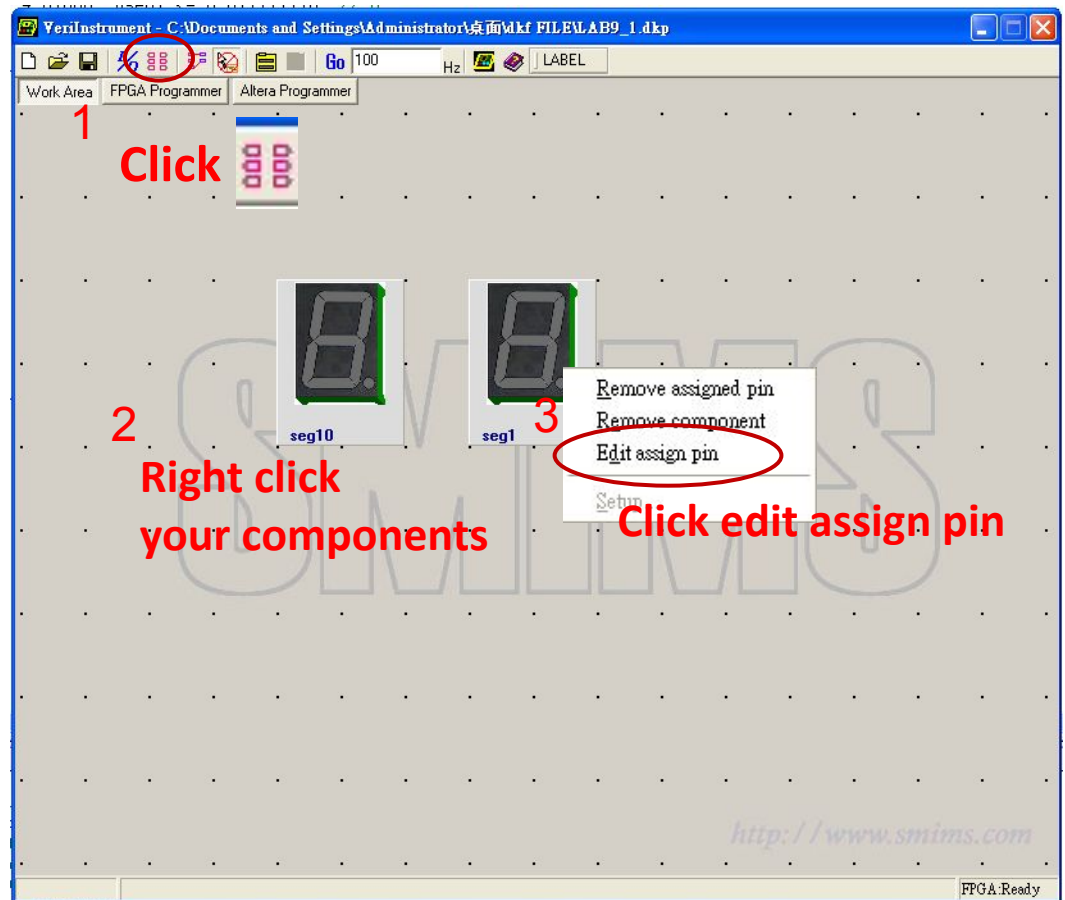 VeriInstrument - C:\Documents and Settings\Administrator\桌面\dkf FILE\LAB9_1.dkp
Go 100 Hz LABEL
Work Area FPGA Programmer Altera Programmer
1
Click
seg10
seg1
3
Remove assigned pin
Remove component
Edit assign pin
Setup
2
Right click
your components
Click edit assign pin
SMIMS
http://www.smims.com
FPGA:Ready